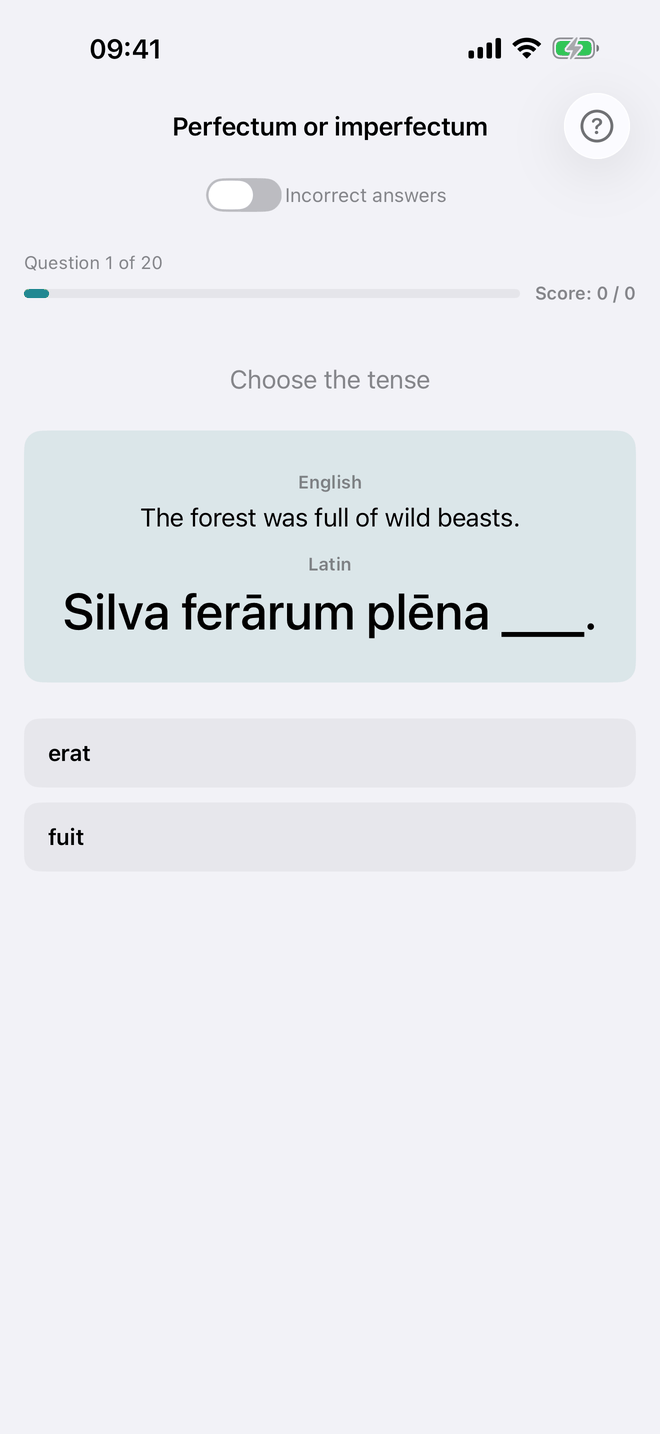 09:41
Perfectum or imperfectum
Incorrect answers
Question 1 of 20
Score: 0 / 0
Choose the tense
English
The forest was full of wild beasts.
Latin
Silva ferārum plēna ____.
erat
fuit